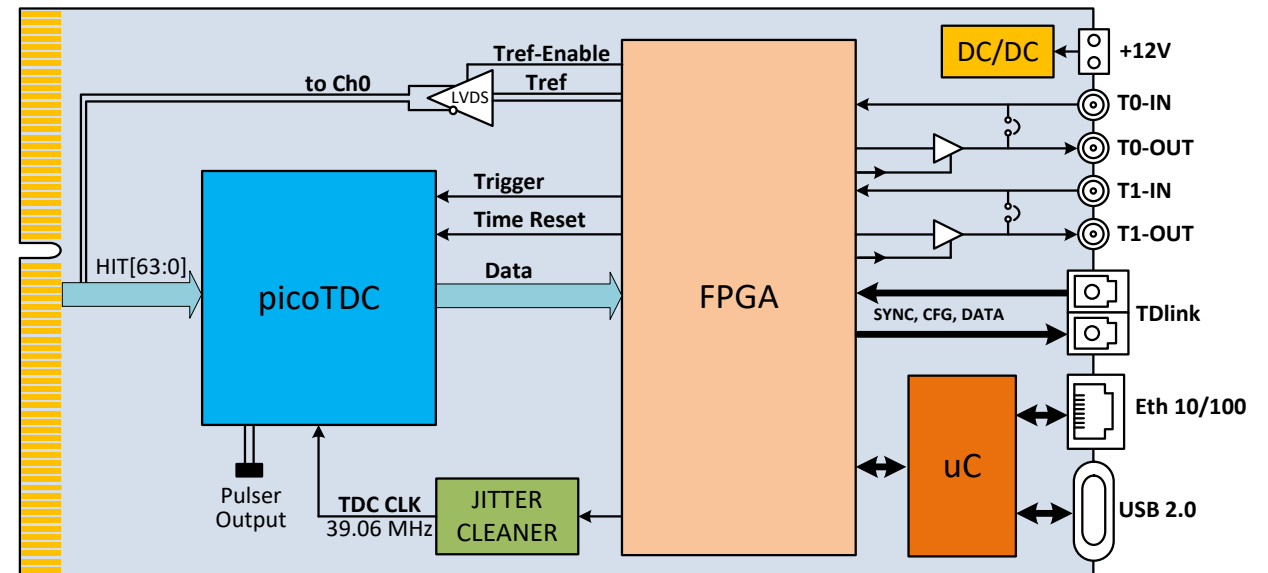 Tref-Enable
DC/DC
+12V
to Ch0
LVDS
Tref
T0-IN
T0-OUT
Trigger
T1-IN
Time Reset
T1-OUT
HIT[63:0]
Data
picoTDC
FPGA
SYNC, CFG, DATA
TDlink
Eth 10/100
uC
Pulser
Output
TDC CLK
39.06 MHz
JITTER
CLEANER
USB 2.0